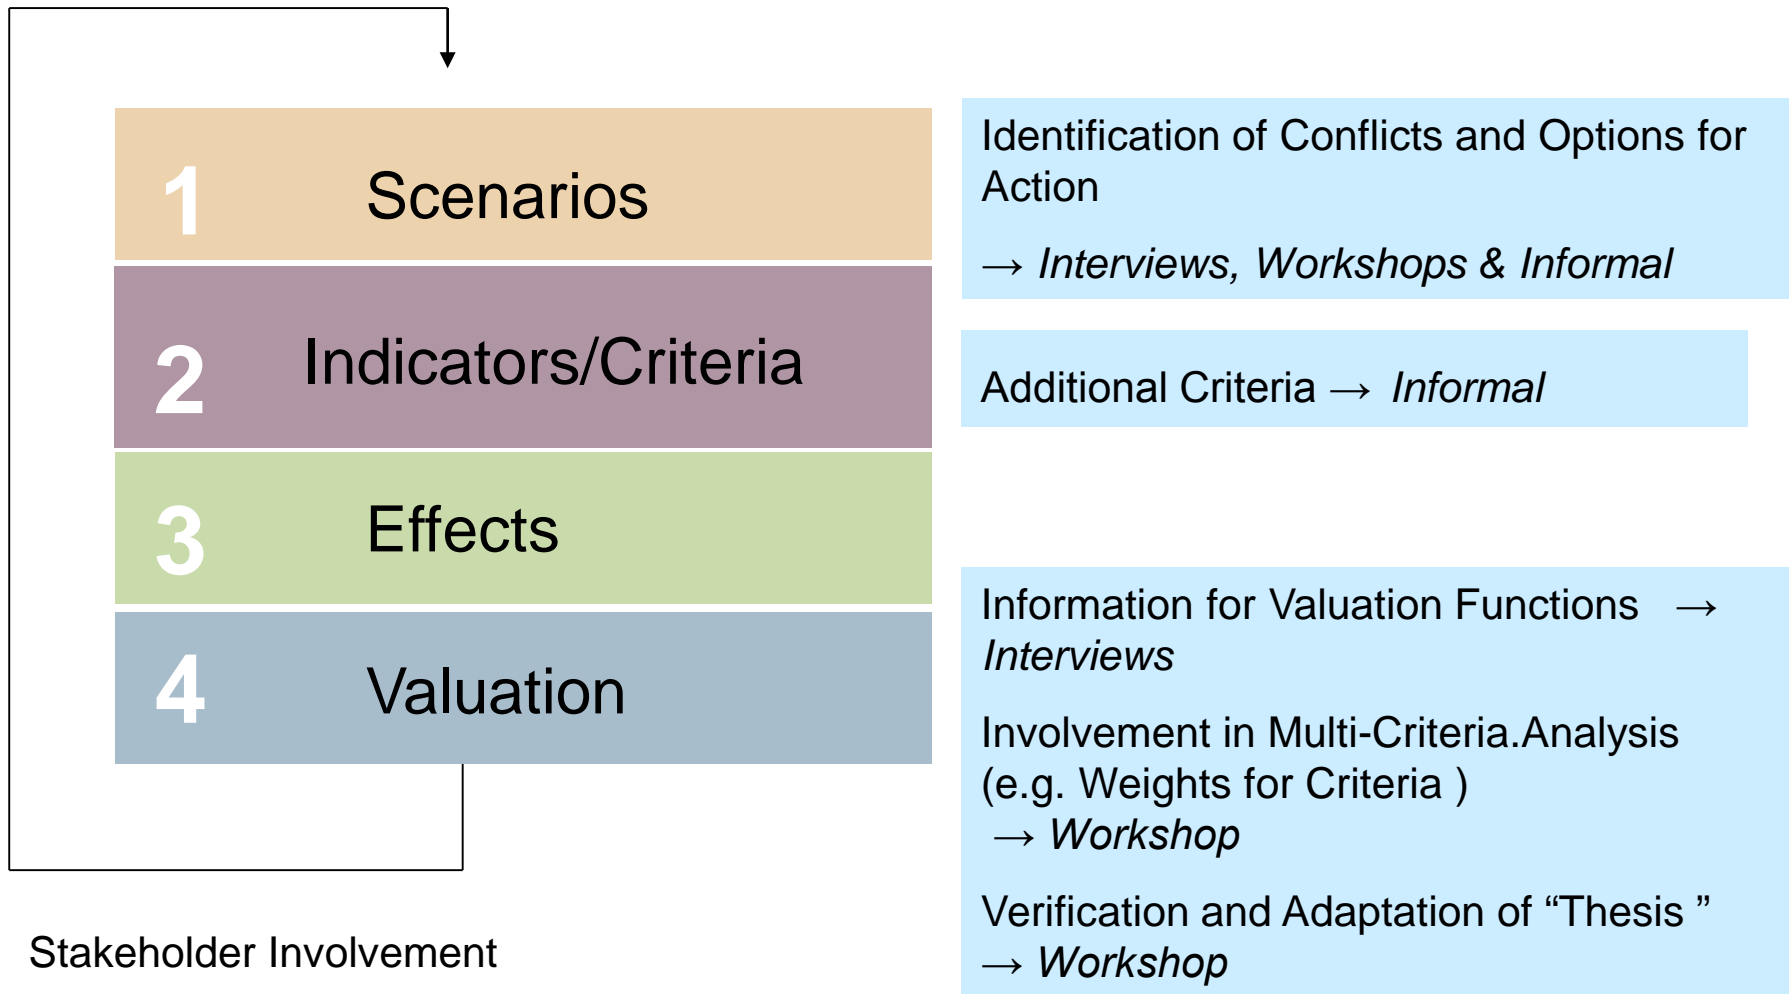 1 Scenarios
Identification of Conflicts and Options for
Action
→ Interviews, Workshops & Informal
2 Indicators/Criteria
Additional Criteria → Informal
3 Effects
4 Valuation
Information for Valuation Functions →
Interviews
Involvement in Multi-Criteria.Analysis
(e.g. Weights for Criteria )
→ Workshop
Verification and Adaptation of “Thesis ”
→ Workshop
Stakeholder Involvement